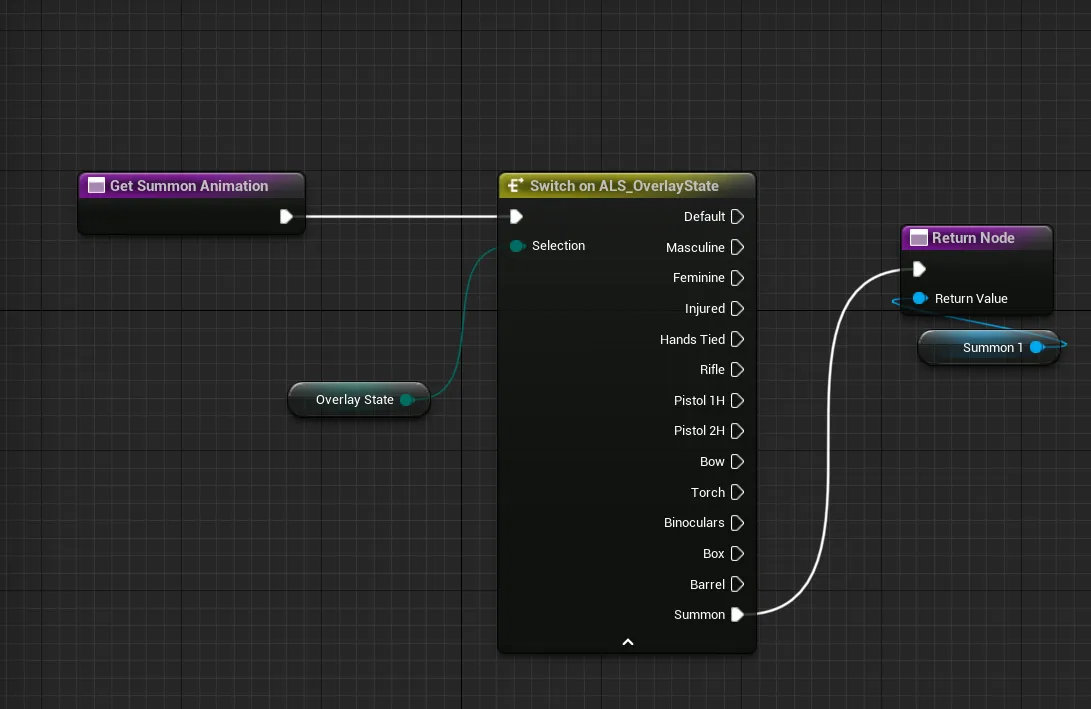 Get Summon Animation
Switch on ALS_OverlayState
Selection
Default
Masculine
Feminine
Injured
Hands Tied
Rifle
Pistol 1H
Pistol 2H
Bow
Torch
Binoculars
Box
Barrel
Summon
Overlay State
Return Node
Return Value
Summon 1